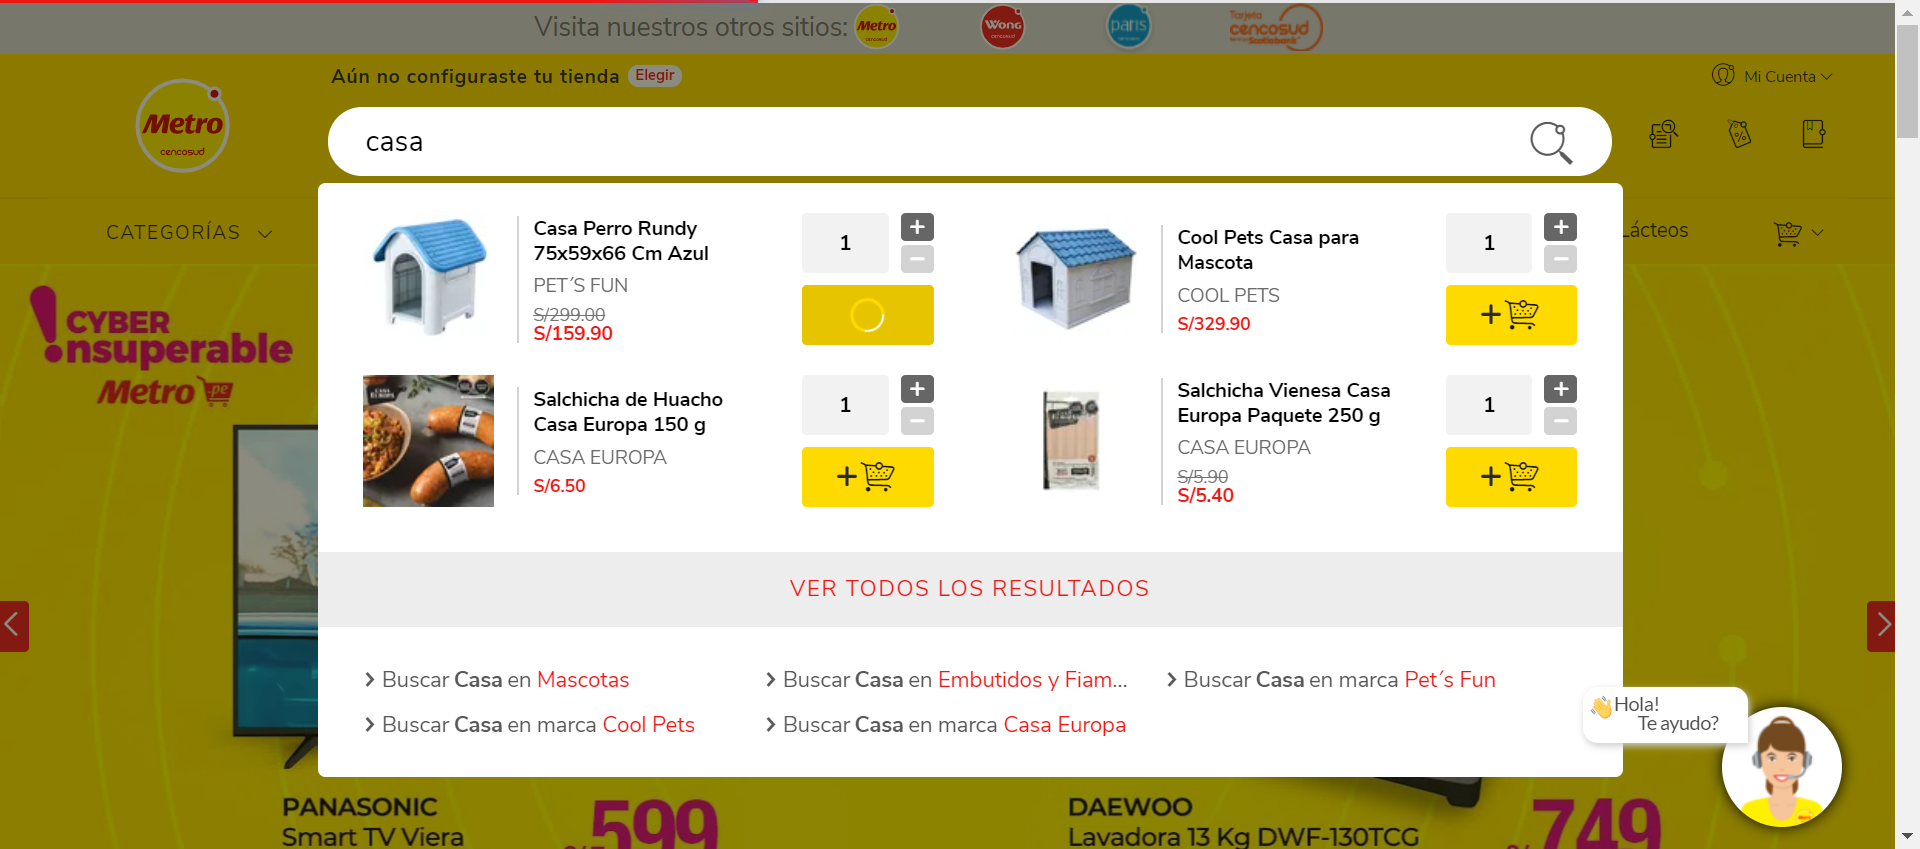 Visita nuestros otros sitios:
Metro
cencosud
Wong
cencosud
paris
cencosud
Tarjeta
cencosud
Scotiabank
Aún no configuraste tu tienda
Elegir
Mi Cuenta
Metro
cencosud
casa
CATEGORÍAS
Lácteos
Casa Perro Rundy
75x59x66 Cm Azul
PET´S FUN
S/299.00
S/159.90
1
+
−
Cool Pets Casa para
Mascota
COOL PETS
S/329.90
1
+
−
+
Salchicha de Huacho
Casa Europa 150 g
CASA EUROPA
S/6.50
1
+
−
+
Salchicha Vienesa Casa
Europa Paquete 250 g
CASA EUROPA
S/5.90
S/5.40
1
+
−
+
CYBER
!nsuperable
Metro pe
VER TODOS LOS RESULTADOS
Buscar Casa en Mascotas
Buscar Casa en Embutidos y Fiam...
Buscar Casa en marca Pet´s Fun
Buscar Casa en marca Cool Pets
Buscar Casa en marca Casa Europa
Hola!
Te ayudo?
PANASONIC
Smart TV Viera
599
DAEWOO
Lavadora 13 Kg DWF-130TCG
749